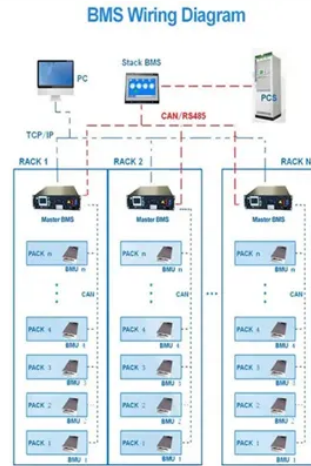 BMS Wiring Diagram
PC
Stack BMS
PCS
CAN/RS485
TCP/IP
RACK 1
RACK 2
RACK N
Master BMS
Master BMS
Master BMS
PACK n
BMU n
PACK n
BMU n
PACK n
BMU n
CAN
CAN
CAN
PACK 4
BMU 4
PACK 4
BMU 4
PACK 4
BMU 4
PACK 3
BMU 3
PACK 3
BMU 3
PACK 3
BMU 3
PACK 2
BMU 2
PACK 2
BMU 2
PACK 2
BMU 2
PACK 1
BMU 1
PACK 1
BMU 1
PACK 1
BMU 1